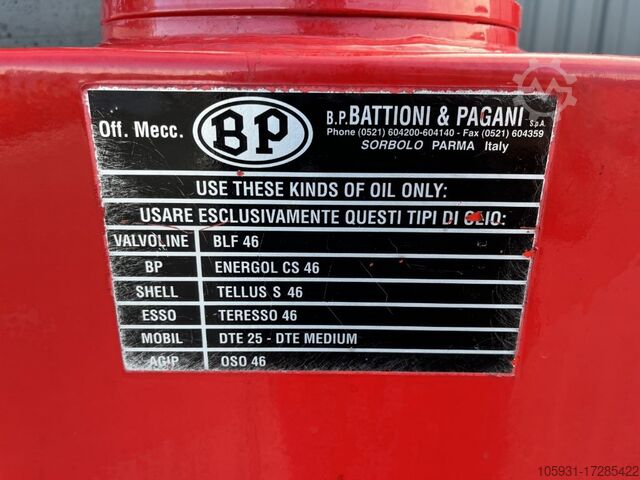 Off. Mecc. BP B.P. BATTIONI & PAGANI S.p.A.
Phone (0521) 604200-604140 - Fax (0521) 604359
SORBOLO PARMA Italy
USE THESE KINDS OF OIL ONLY:
USARE ESCLUSIVAMENTE QUESTI TIPI DI OLIO:
VALVOLINE BLF 46
BP ENERGOL CS 46
SHELL TELLUS S 46
ESSO TERESSO 46
MOBIL DTE 25 - DTE MEDIUM
AGIP OSO 46
105931-17285422